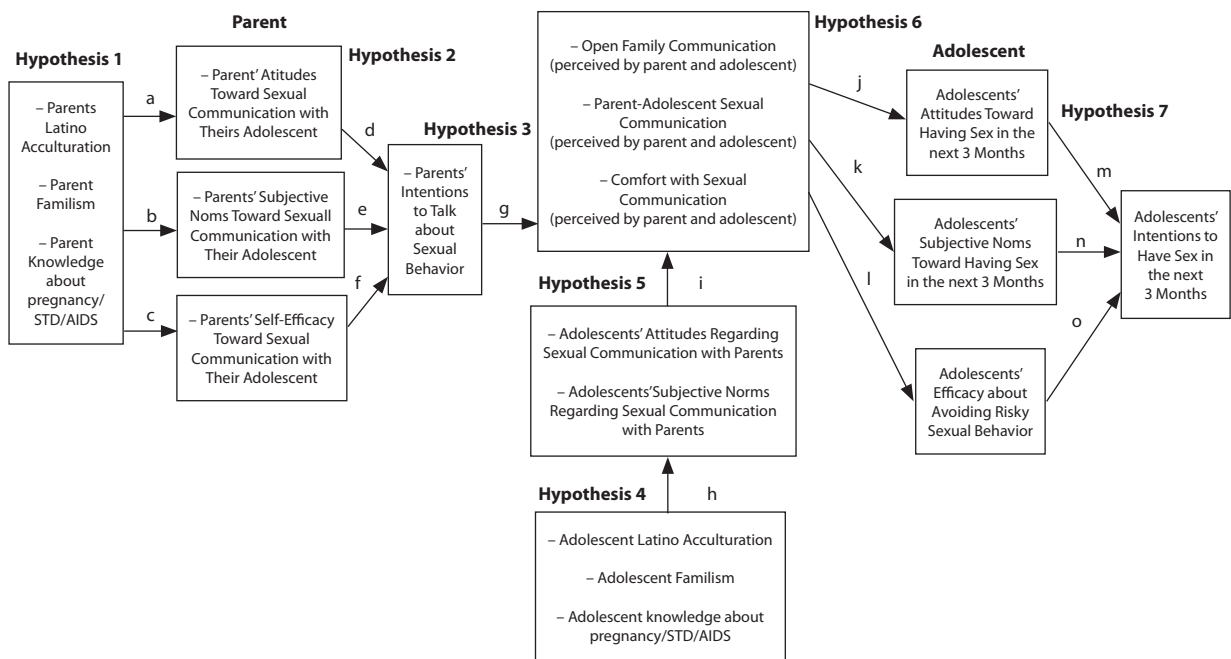 Parent
Hypothesis 1
– Parents
Latino
Acculturation
– Parent
Familism
– Parent
Knowledge
about
pregnancy/
STD/AIDS
a
b
c
Hypothesis 2
– Parent' Atitudes
Toward Sexual
Communication with
Theirs Adolescent
– Parents' Subjective
Noms Toward Sexuall
Communication with
Their Adolescent
– Parents' Self-Efficacy
Toward Sexual
Communication with
Their Adolescent
d
e
f
Hypothesis 3
– Parents'
Intentions
to Talk
about
Sexual
Behavior
g
Hypothesis 6
– Open Family Communication
(perceived by parent and adolescent)
– Parent-Adolescent Sexual
Communication
(perceived by parent and adolescent)
– Comfort with Sexual
Communication
(perceived by parent and adolescent)
Hypothesis 5
i
– Adolescents' Attitudes Regarding
Sexual Communication with Parents
– Adolescents'Subjective Norms
Regarding Sexual Communication
with Parents
Hypothesis 4
h
– Adolescent Latino Acculturation
– Adolescent Familism
– Adolescent knowledge about
pregnancy/STD/AIDS
j
k
l
Adolescent
Adolescents'
Attitudes Toward
Having Sex in the
next 3 Months
Adolescents'
Subjective Noms
Toward Having Sex
in the next 3 Months
Adolescents'
Efficacy about
Avoiding Risky
Sexual Behavior
Hypothesis 7
m
n
o
Adolescents'
Intentions to
Have Sex in
the next
3 Months